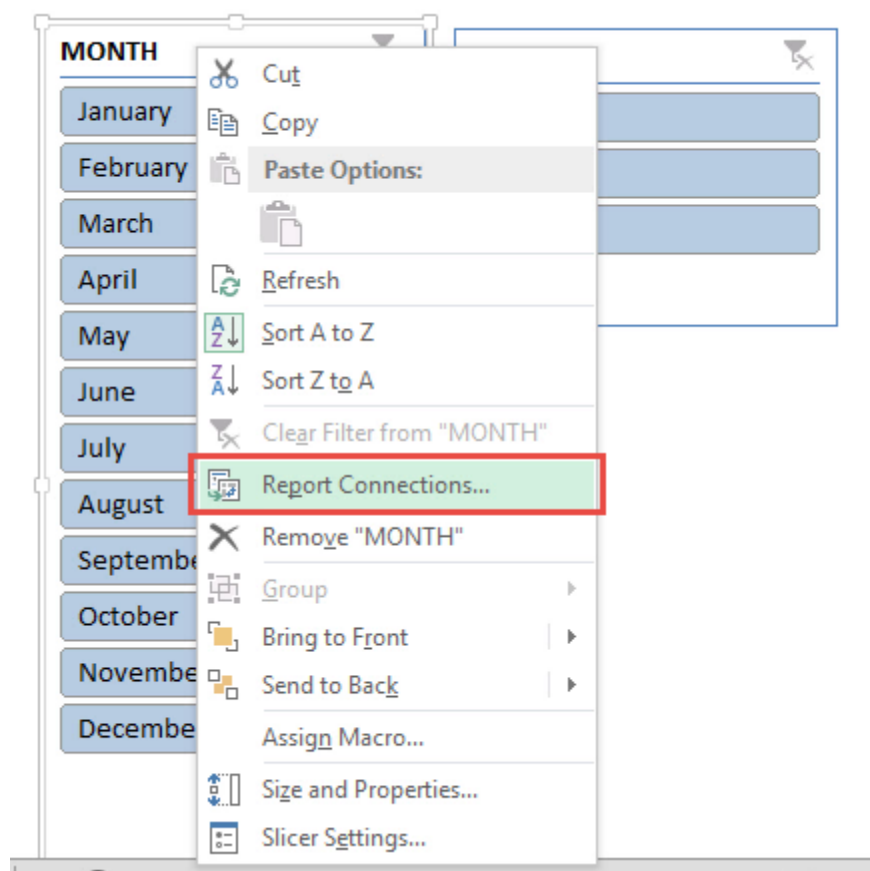 MONTH
January
February
March
April
May
June
July
August
Septembe
October
Novembe
Decembe
Cut
Copy
Paste Options:
Refresh
Sort A to Z
Sort Z to A
Clear Filter from "MONTH"
Report Connections...
Remove "MONTH"
Group
Bring to Front
Send to Back
Assign Macro...
Size and Properties...
Slicer Settings...